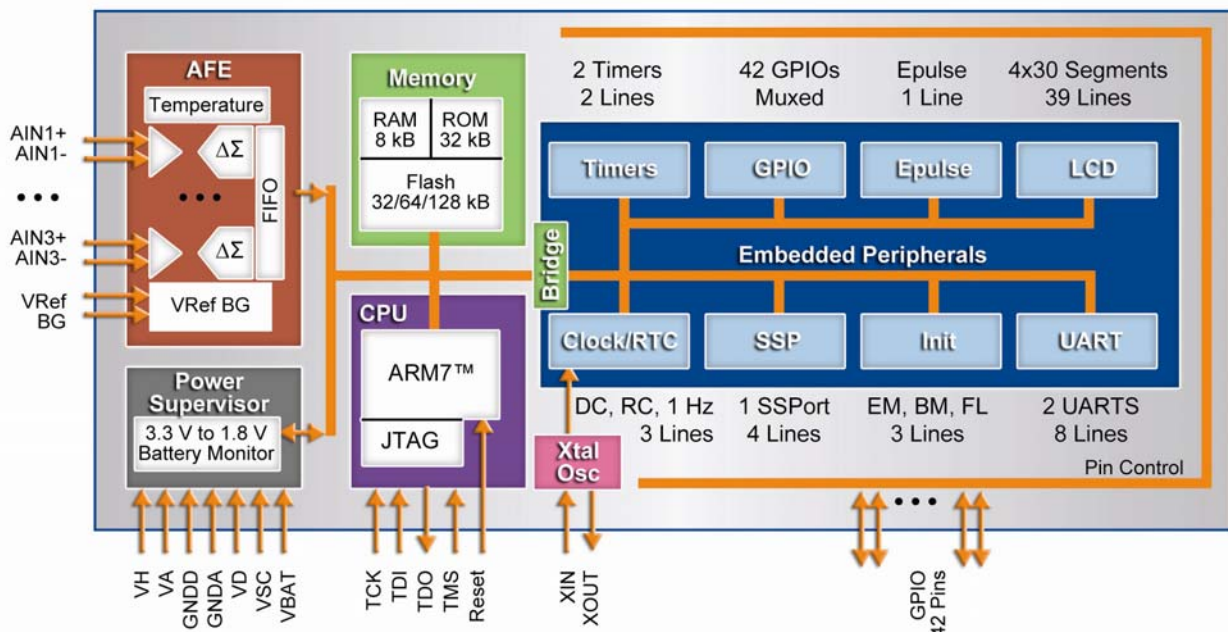 AFE
Temperature
AIN1+
AIN1-
ΔΣ
• • •
• • •
FIFO
AIN3+
AIN3-
ΔΣ
VRef
BG
VRef BG
Power
Supervisor
3.3 V to 1.8 V
Battery Monitor
VH
VA
GNDD
GNDA
VD
VSC
VBAT
Memory
RAM
8 kB
ROM
32 kB
Flash
32/64/128 kB
CPU
ARM7™
JTAG
TCK
TDI
TDO
TMS
Reset
Bridge
2 Timers
2 Lines
42 GPIOs
Muxed
Epulse
1 Line
4x30 Segments
39 Lines
Timers
GPIO
Epulse
LCD
Embedded Peripherals
Clock/RTC
SSP
Init
UART
DC, RC, 1 Hz
3 Lines
1 SSPort
4 Lines
EM, BM, FL
3 Lines
2 UARTS
8 Lines
Xtal
Osc
Pin Control
XIN
XOUT
• • •
GPIO
42 Pins